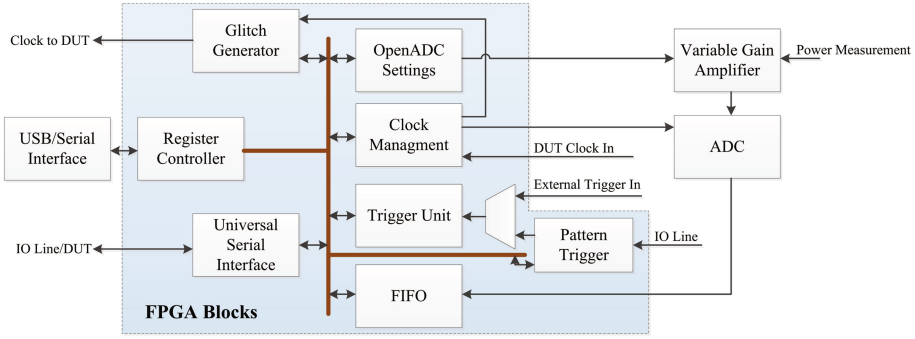 Clock to DUT
Glitch
Generator
OpenADC
Settings
Variable Gain
Amplifier
Power Measurement
USB/Serial
Interface
Register
Controller
Clock
Managment
DUT Clock In
ADC
External Trigger In
IO Line/DUT
Universal
Serial
Interface
Trigger Unit
Pattern
Trigger
IO Line
FIFO
FPGA Blocks